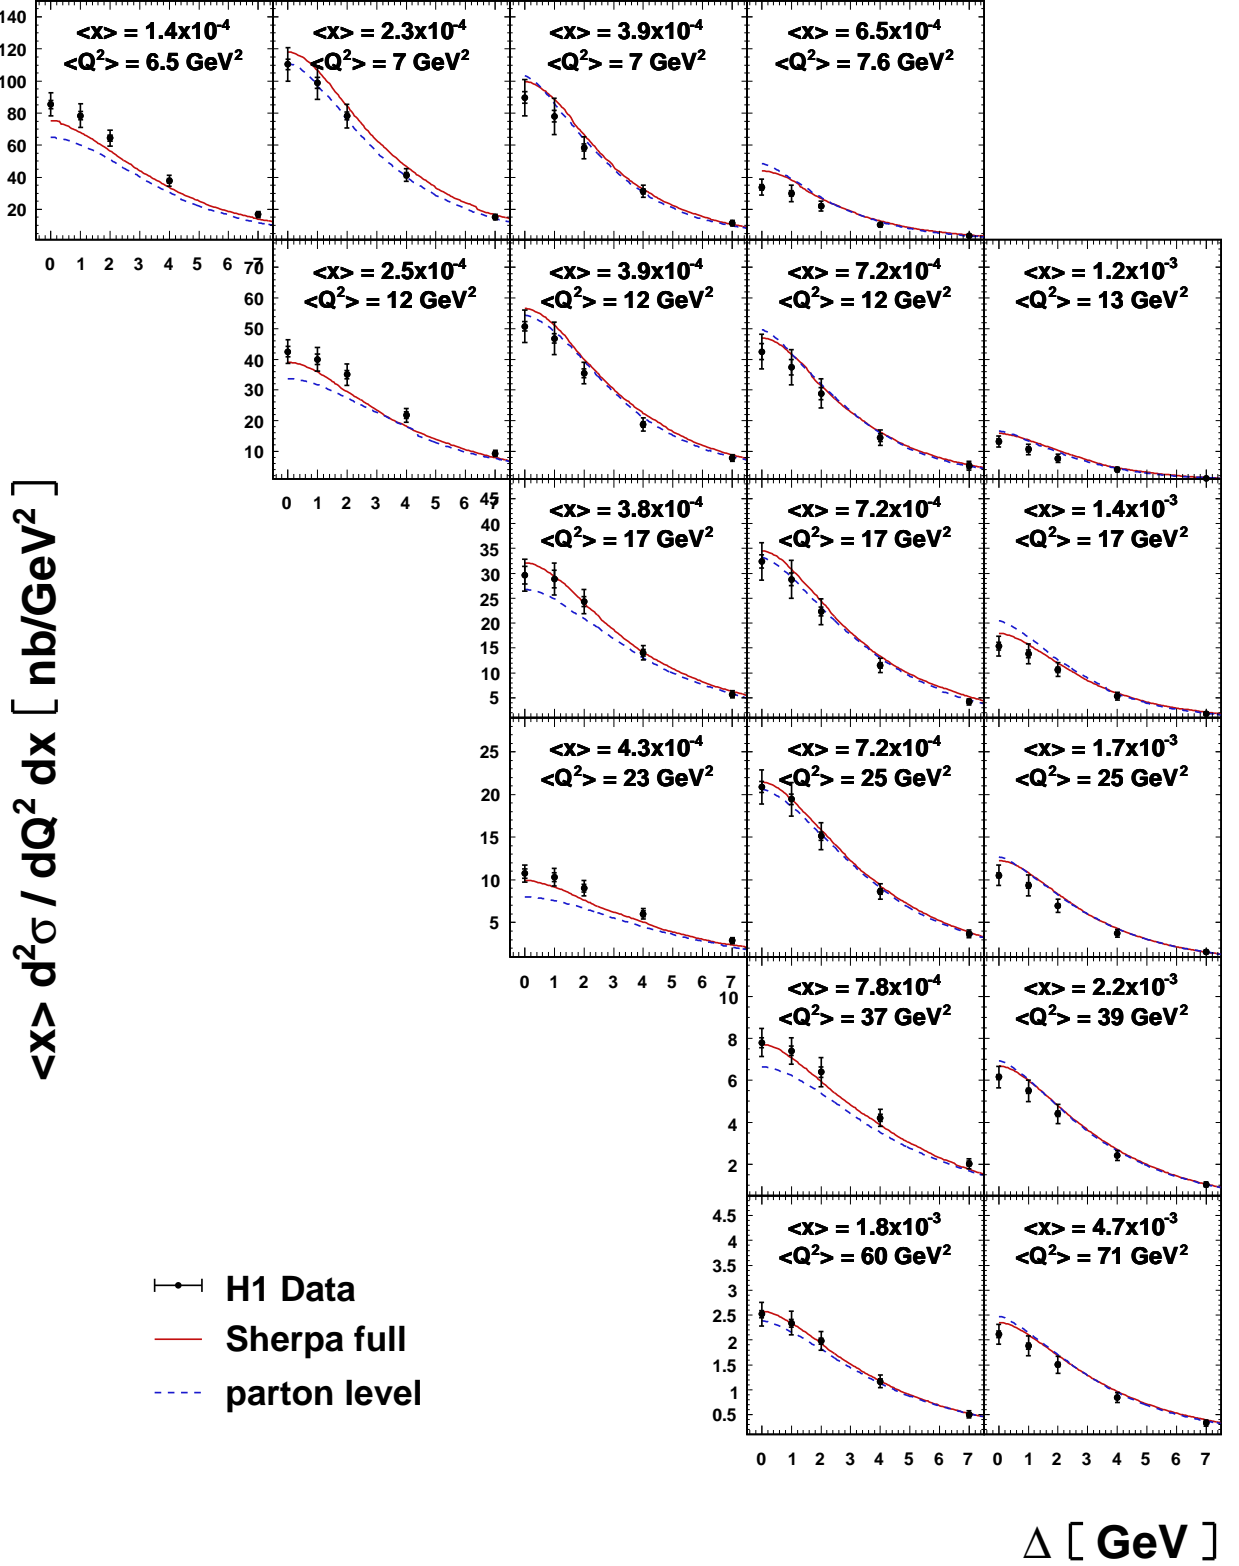 140
120
100
80
60
40
20
<x> = 1.4x10⁻⁴
<Q²> = 6.5 GeV²
<x> = 2.3x10⁻⁴
<Q²> = 7 GeV²
<x> = 3.9x10⁻⁴
<Q²> = 7 GeV²
<x> = 6.5x10⁻⁴
<Q²> = 7.6 GeV²
0 1 2 3 4 5 6 7
70
60
50
40
30
20
10
<x> = 2.5x10⁻⁴
<Q²> = 12 GeV²
<x> = 3.9x10⁻⁴
<Q²> = 12 GeV²
<x> = 7.2x10⁻⁴
<Q²> = 12 GeV²
<x> = 1.2x10⁻³
<Q²> = 13 GeV²
0 1 2 3 4 5 6 7
45
40
35
30
25
20
15
10
5
<x> = 3.8x10⁻⁴
<Q²> = 17 GeV²
<x> = 7.2x10⁻⁴
<Q²> = 17 GeV²
<x> = 1.4x10⁻³
<Q²> = 17 GeV²
25
20
15
10
5
<x> = 4.3x10⁻⁴
<Q²> = 23 GeV²
<x> = 7.2x10⁻⁴
<Q²> = 25 GeV²
<x> = 1.7x10⁻³
<Q²> = 25 GeV²
0 1 2 3 4 5 6 7
10
8
6
4
2
<x> = 7.8x10⁻⁴
<Q²> = 37 GeV²
<x> = 2.2x10⁻³
<Q²> = 39 GeV²
4.5
4
3.5
3
2.5
2
1.5
1
0.5
<x> = 1.8x10⁻³
<Q²> = 60 GeV²
<x> = 4.7x10⁻³
<Q²> = 71 GeV²
0 1 2 3 4 5 6 7
0 1 2 3 4 5 6 7
<x> d²σ / dQ² dx [ nb/GeV² ]
H1 Data
Sherpa full
parton level
Δ [ GeV ]